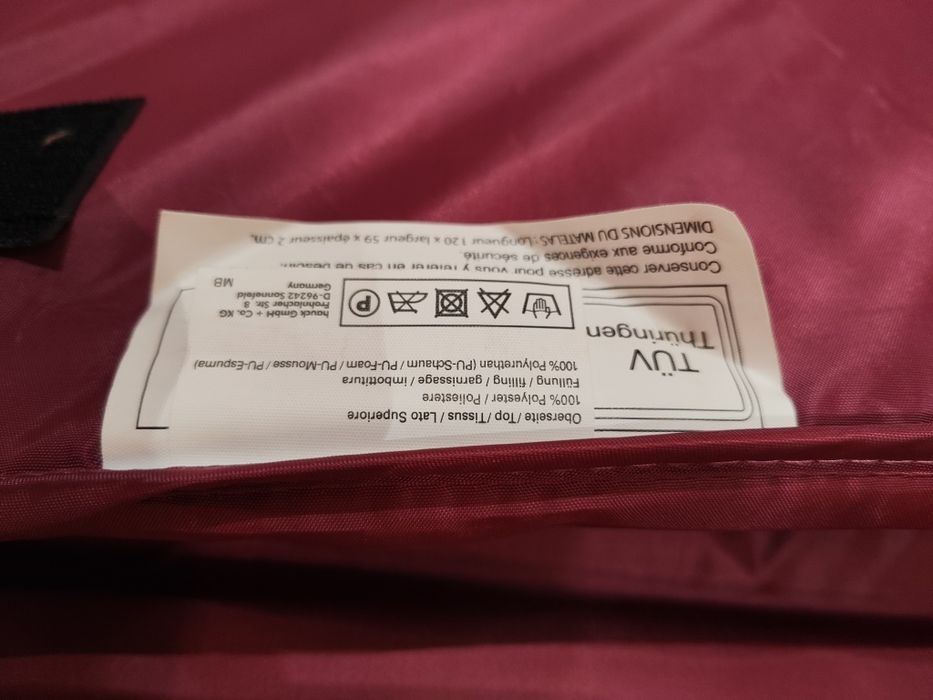 Oberseite / Top / Tissus / Lato Superiore
100% Polyester / Poliestere
Füllung / filling / garnissage / imbottitura
100% Polyurethan (PU-Schaum / PU-Foam / PU-Mousse / PU-Espuma)
hauck GmbH + Co. KG
Frohnlacher Str. 8
D-96242 Sonnefeld
Germany
MB
P
TÜV
Thüringen
Conserver cette adresse pour vous y référer en cas de besoin.
Conforme aux exigences de sécurité.
DIMENSIONS DU MATELAS: Longueur 120 x largeur 59 x épaisseur 2 cm.